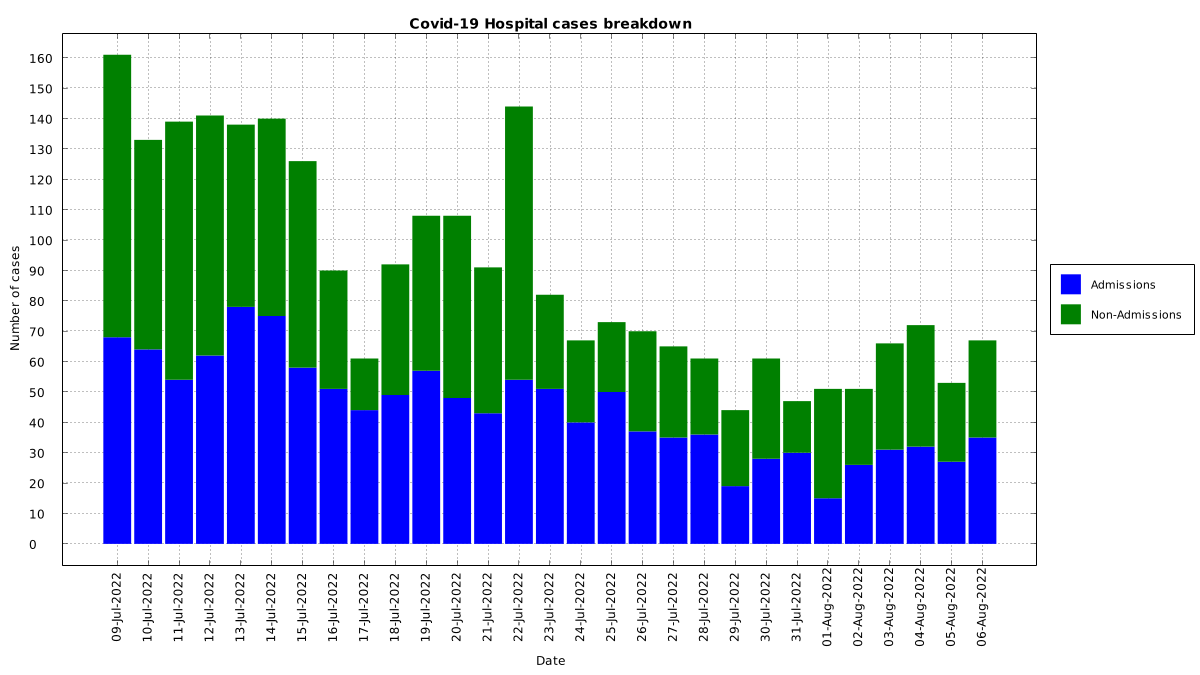 Covid-19 Hospital cases breakdown
160
150
140
130
120
110
100
90
80
70
60
50
40
30
20
10
0
Number of cases
09-Jul-2022
10-Jul-2022
11-Jul-2022
12-Jul-2022
13-Jul-2022
14-Jul-2022
15-Jul-2022
16-Jul-2022
17-Jul-2022
18-Jul-2022
19-Jul-2022
20-Jul-2022
21-Jul-2022
22-Jul-2022
23-Jul-2022
24-Jul-2022
25-Jul-2022
26-Jul-2022
27-Jul-2022
28-Jul-2022
29-Jul-2022
30-Jul-2022
31-Jul-2022
01-Aug-2022
02-Aug-2022
03-Aug-2022
04-Aug-2022
05-Aug-2022
06-Aug-2022
Date
Admissions
Non-Admissions